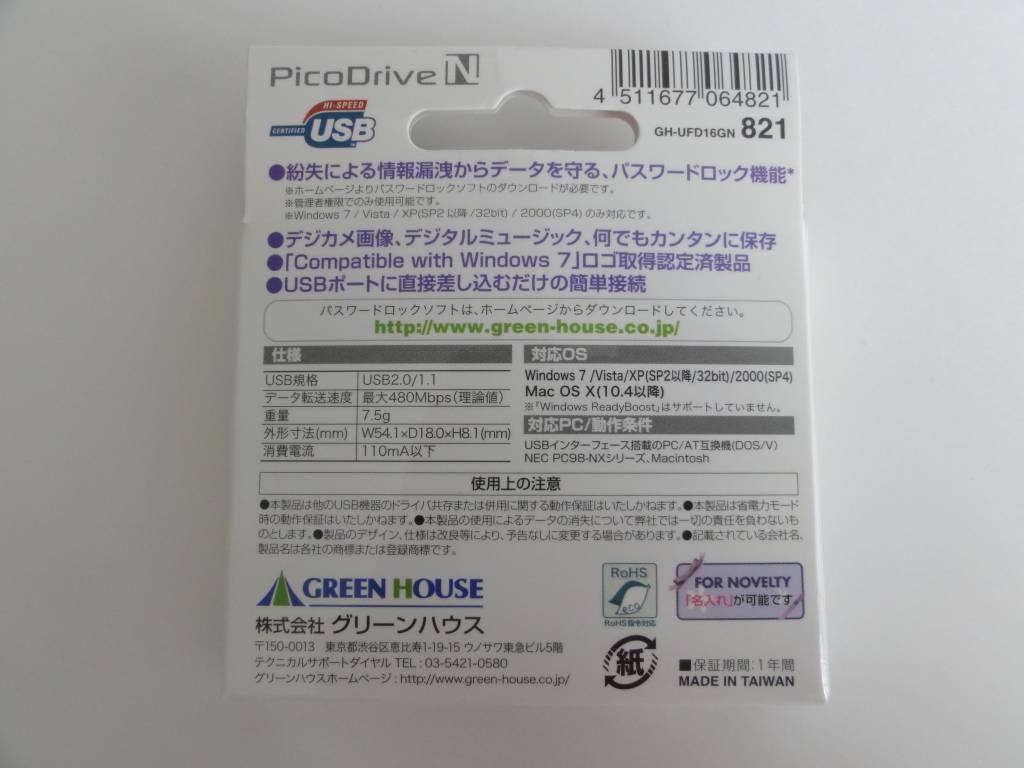 PicoDrive N
4 511677 064821
GH-UFD16GN 821
HI-SPEED
CERTIFIED
USB
●紛失による情報漏洩からデータを守る、パスワードロック機能*
※ホームページよりパスワードロックソフトのダウンロードが必要です。
※管理者権限でのみ使用可能です。
※Windows 7 / Vista / XP(SP2 以降 /32bit) / 2000(SP4) のみ対応です。
●デジカメ画像、デジタルミュージック、何でもカンタンに保存
●「Compatible with Windows 7」ロゴ取得認定済製品
●USBポートに直接差し込むだけの簡単接続
パスワードロックソフトは、ホームページからダウンロードしてください。
http://www.green-house.co.jp/
仕様
USB規格 USB2.0/1.1
データ転送速度 最大480Mbps(理論値)
重量 7.5g
外形寸法(mm) W54.1×D18.0×H8.1(mm)
消費電流 110mA以下
対応OS
Windows 7 /Vista/XP(SP2以降/32bit)/2000(SP4)
Mac OS X(10.4以降)
※「Windows ReadyBoost」はサポートしていません。
対応PC/動作条件
USBインターフェース搭載のPC/AT互換機(DOS/V)
NEC PC98-NXシリーズ、Macintosh
使用上の注意
●本製品は他のUSB機器のドライバ共存または併用に関する動作保証はいたしかねます。●本製品は省電力モード
時の動作保証はいたしかねます。●本製品の使用によるデータの消失について弊社では一切の責任を負わないも
のとします。●製品のデザイン、仕様は改良等により、予告なしに変更する場合があります。●記載されている会社名、
製品名は各社の商標または登録商標です。
GREEN HOUSE
株式会社 グリーンハウス
〒150-0013 東京都渋谷区恵比寿1-19-15 ウノサワ東急ビル5階
テクニカルサポートダイヤル TEL : 03-5421-0580
グリーンハウスホームページ : http://www.green-house.co.jp/
RoHS
eco
RoHS指令対応
FOR NOVELTY
「名入れ」が可能です
紙
■保証期間 : 1年間
MADE IN TAIWAN